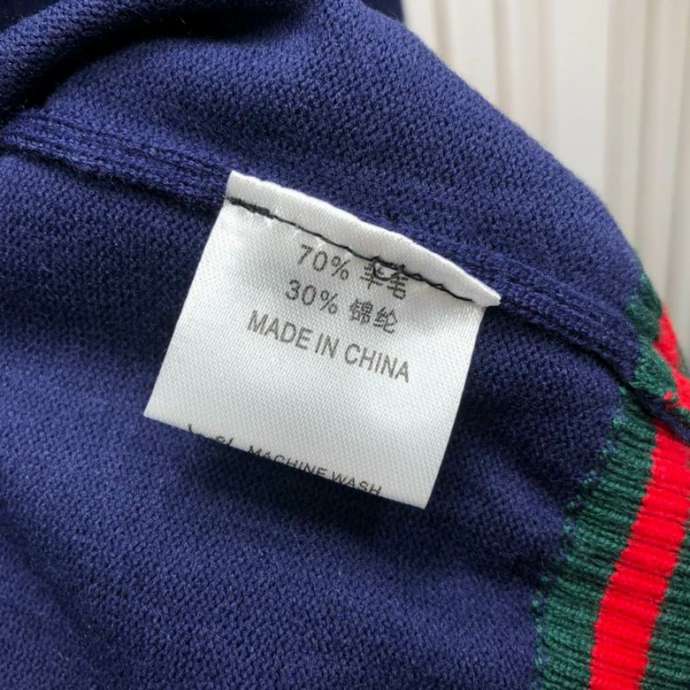 70% 羊毛
30% 锦纶
MADE IN CHINA
MACHINE WASH